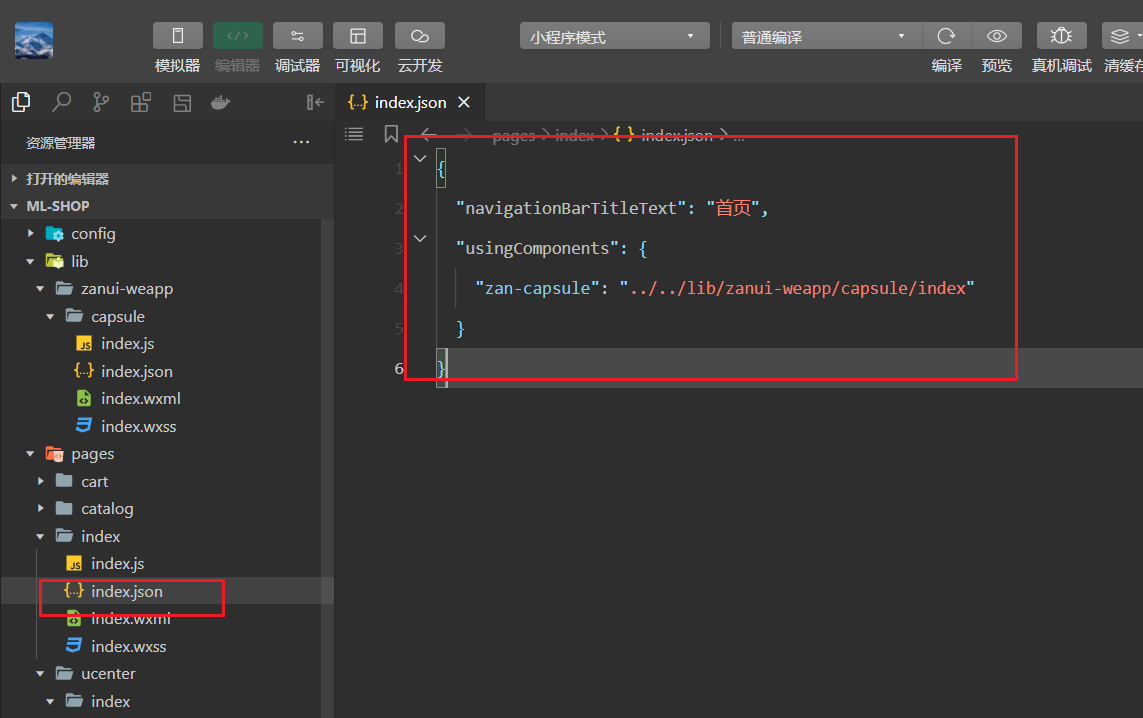 小程序模式
普通编译
模拟器 编辑器 调试器 可视化 云开发 编译 预览 真机调试 清缓存
{..} index.json ×
资源管理器 ...
pages > index > { } index.json > ...
打开的编辑器
ML-SHOP
config
lib
zanui-weapp
capsule
JS index.js
{..} index.json
index.wxml
index.wxss
pages
cart
catalog
index
JS index.js
{..} index.json
index.wxml
index.wxss
ucenter
index
1 {
2 "navigationBarTitleText": "首页",
3 "usingComponents": {
4 "zan-capsule": "../../lib/zanui-weapp/capsule/index"
5 }
6 }